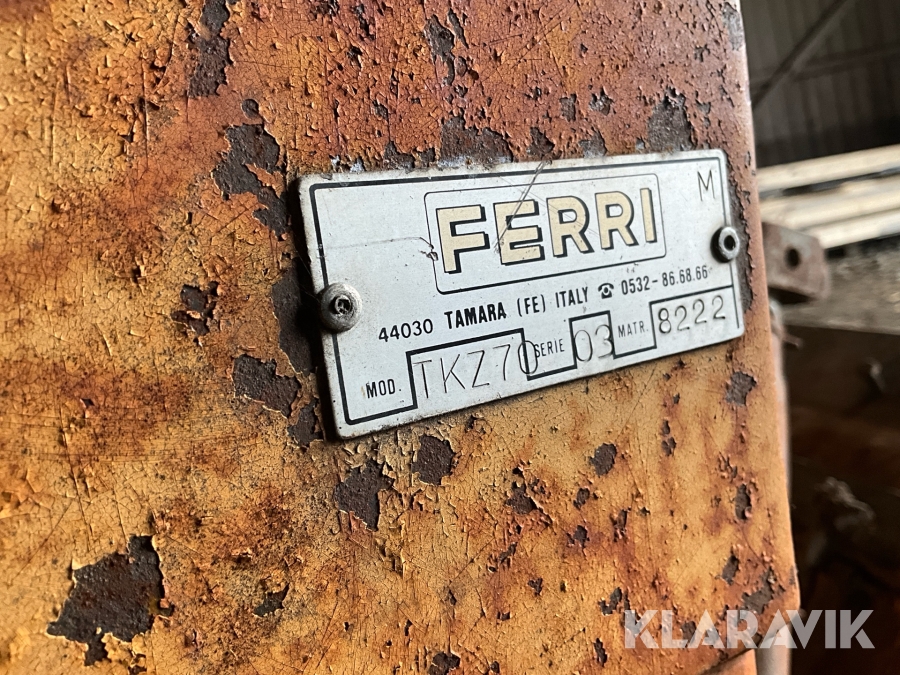 FERRI
M
44030 TAMARA (FE) ITALY ☎ 0532-86.68.66
MOD. TKZ70 SERIE 03 MATR. 8222
KLARAVIK